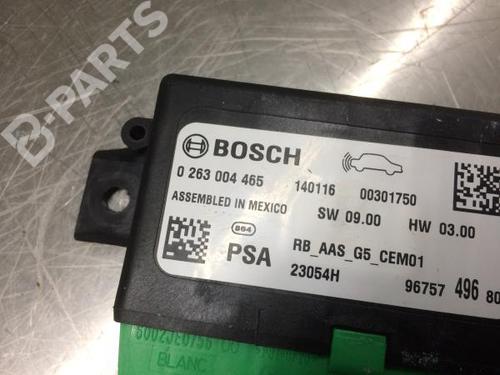 B-PARTS
BOSCH
0 263 004 465 140116 00301750
ASSEMBLED IN MEXICO SW 09.00 HW 03.00
864
PSA RB_AAS_G5_CEM01
23054H 96757 496 80
BLANC